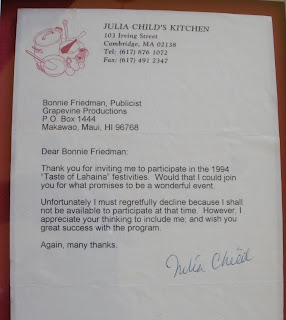 JULIA CHILD'S KITCHEN
103 Irving Street
Cambridge, MA 02138
Tel: (617) 876 1072
Fax: (617) 491 2347
Bonnie Friedman, Publicist
Grapevine Productions
P.O. Box 1444
Makawao, Maui, HI 96768
Dear Bonnie Friedman:
Thank you for inviting me to participate in the 1994
"Taste of Lahaina" festivities. Would that I could join
you for what promises to be a wonderful event.
Unfortunately I must regretfully decline because I shall
not be available to participate at that time. However, I
appreciate your thinking to include me; and wish you
great success with the program.
Again, many thanks.
Julia Child